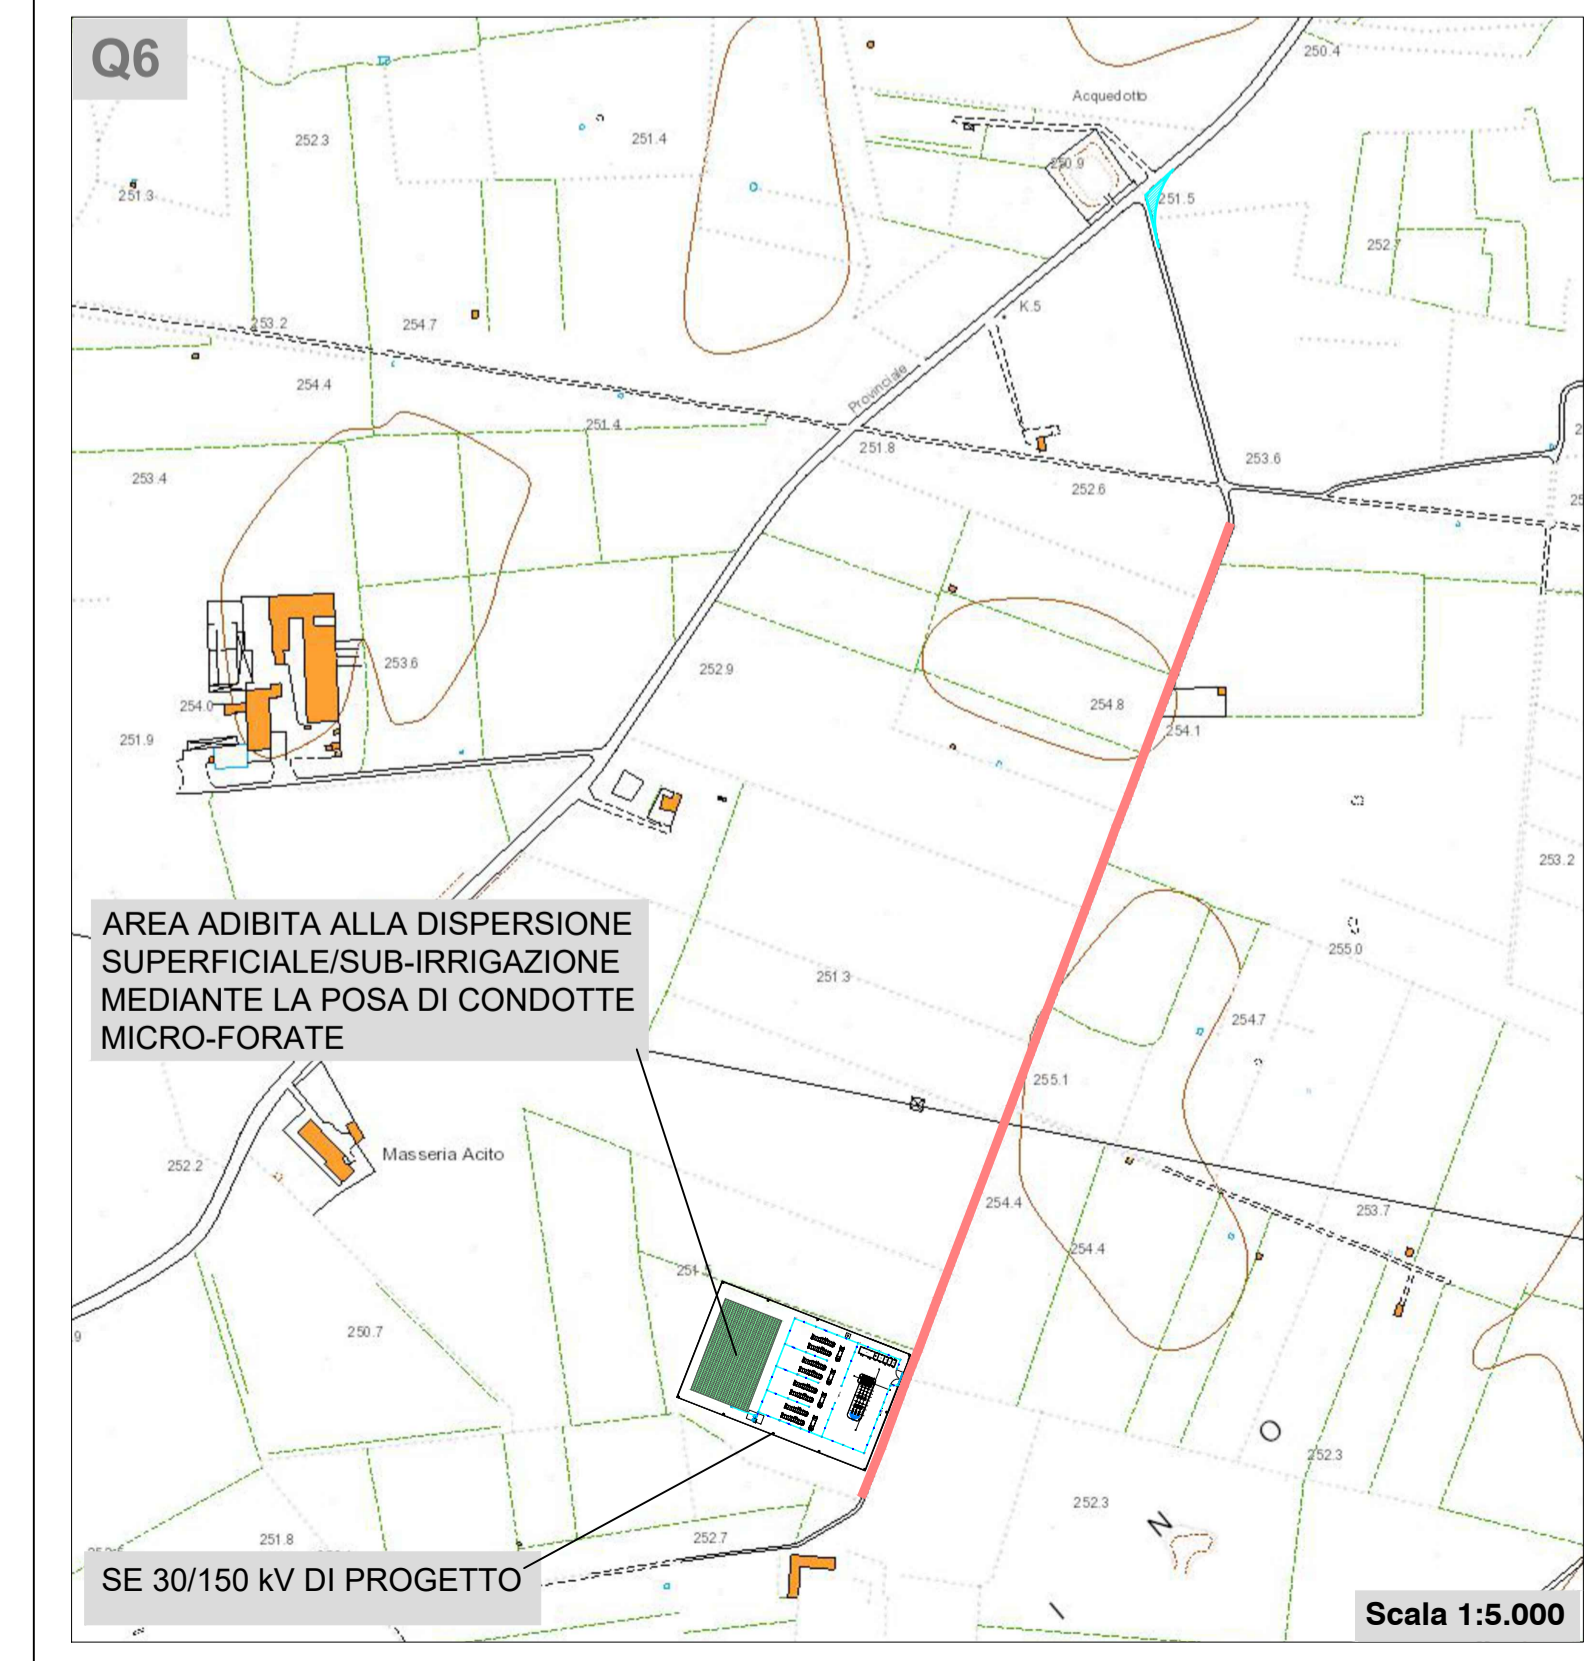 Q6
250.4
Acquedotto
252.3
251.4
250.9
251.3
251.5
252.7
K.5
253.2
254.7
254.4
Provinciale
251.4
251.8
253.6
253.4
252.6
253.6
252.9
254.0
254.8
251.9
254.1
253.2
AREA ADIBITA ALLA DISPERSIONE
SUPERFICIALE/SUB-IRRIGAZIONE
MEDIANTE LA POSA DI CONDOTTE
MICRO-FORATE
255.0
251.3
254.7
255.1
Masseria Acito
252.2
254.4
253.7
254.4
251.5
250.7
O
252.3
252.3
N
251.8
252.7
SE 30/150 kV DI PROGETTO
I
Scala 1:5.000